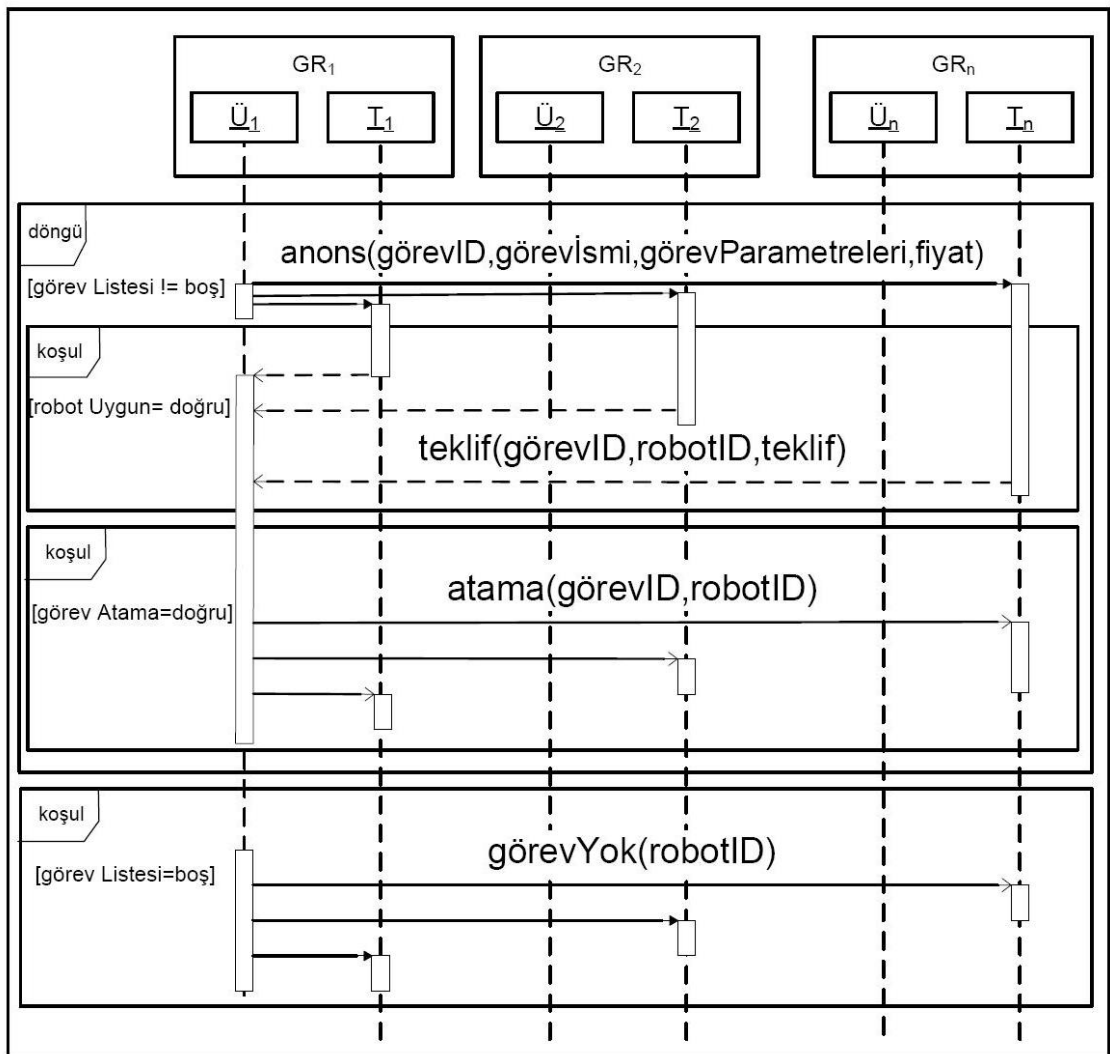 GR₁ GR₂ GRₙ
Ü₁ T₁ Ü₂ T₂ Üₙ Tₙ
döngü
anons(görevID,görevİsmi,görevParametreleri,fiyat)
[görev Listesi != boş]
koşul
[robot Uygun= doğru]
teklif(görevID,robotID,teklif)
koşul
atama(görevID,robotID)
[görev Atama=doğru]
koşul
görevYok(robotID)
[görev Listesi=boş]